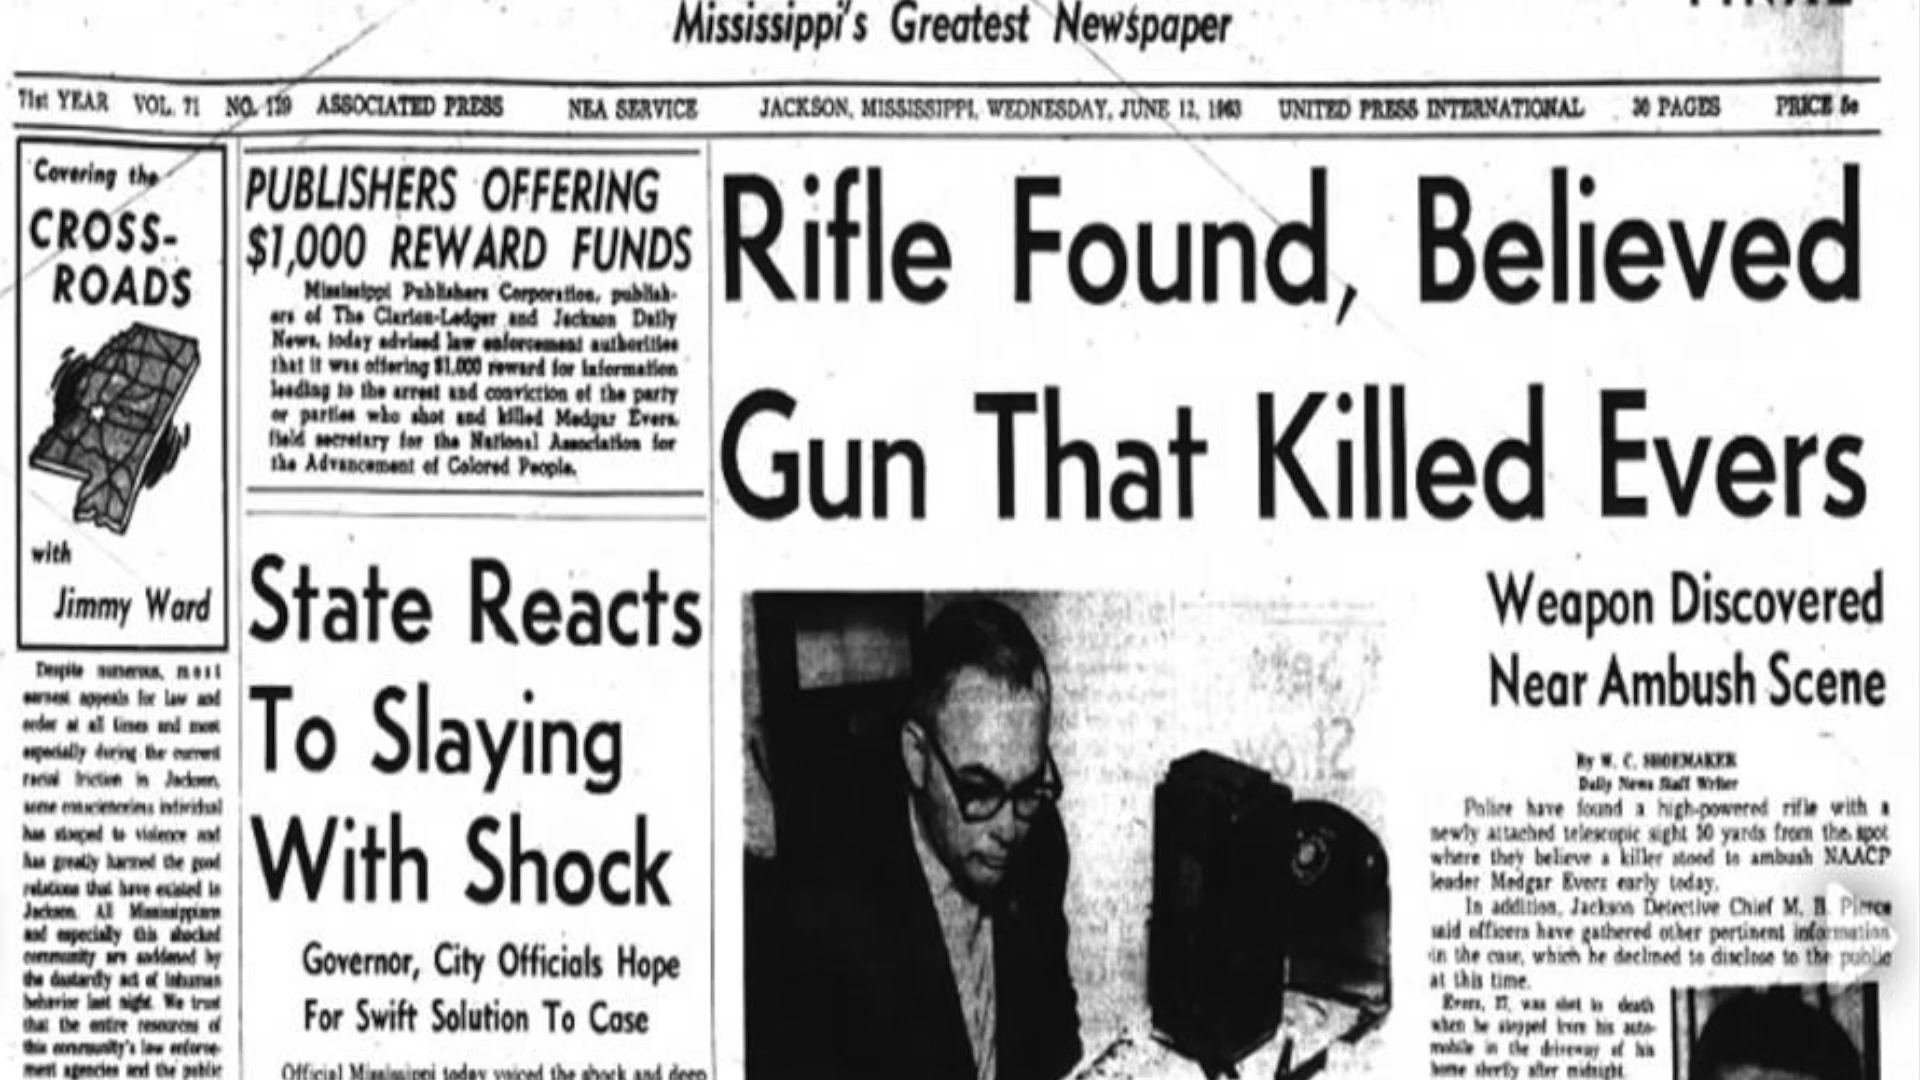 Mississippi's Greatest Newspaper
FINAL
71st YEAR VOL. 71 NO. 129 ASSOCIATED PRESS NEA SERVICE JACKSON, MISSISSIPPI, WEDNESDAY, JUNE 12, 1963 UNITED PRESS INTERNATIONAL 30 PAGES PRICE 5c
Covering the
CROSS-
ROADS
with
Jimmy Ward
Despite numerous, most
earnest appeals for law and
order at all times and most
especially during the current
racial friction in Jackson,
some conscienceless individual
has stooped to violence and
has greatly harmed the good
relations that have existed in
Jackson. All Mississippians
and especially this shocked
community are saddened by
the dastardly act of inhuman
behavior last night. We trust
that the entire resources of
this community's law enforce-
ment agencies and the public
PUBLISHERS OFFERING
$1,000 REWARD FUNDS
Mississippi Publishers Corporation, publish-
ers of The Clarion-Ledger and Jackson Daily
News, today advised law enforcement authorities
that it was offering $1,000 reward for information
leading to the arrest and conviction of the party
or parties who shot and killed Medgar Evers,
field secretary for the National Association for
the Advancement of Colored People.
State Reacts
To Slaying
With Shock
Governor, City Officials Hope
For Swift Solution To Case
Official Mississippi today voiced the shock and deep
Rifle Found, Believed
Gun That Killed Evers
Weapon Discovered
Near Ambush Scene
By W. C. SHOEMAKER
Daily News Staff Writer
Police have found a high-powered rifle with a
newly attached telescopic sight 50 yards from the spot
where they believe a killer stood to ambush NAACP
leader Medgar Evers early today.
In addition, Jackson Detective Chief M. B. Pierce
said officers have gathered other pertinent information
in the case, which he declined to disclose to the public
at this time.
Evers, 37, was shot to death
when he stepped from his auto-
mobile in the driveway of his
home shortly after midnight.